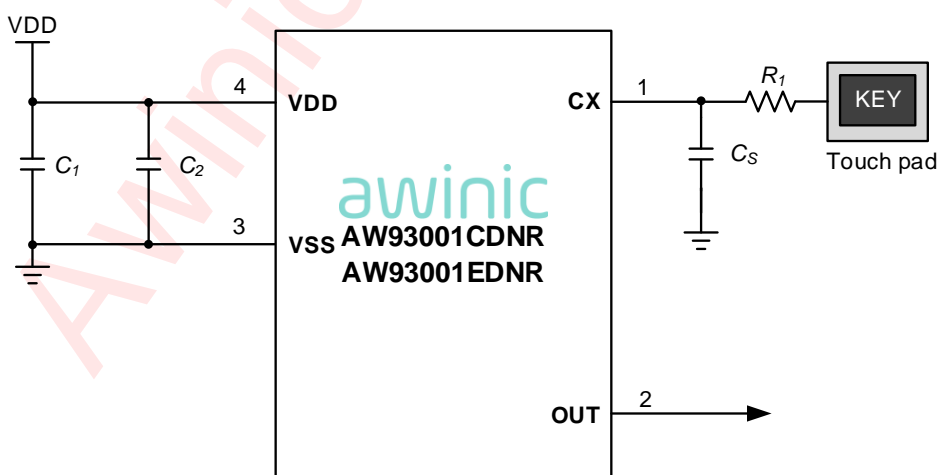 VDD
4
VDD
C1
C2
3
VSS
awinic
AW93001CDNR
AW93001EDNR
CX
1
R1
KEY
Touch pad
CS
OUT
2
Awinic